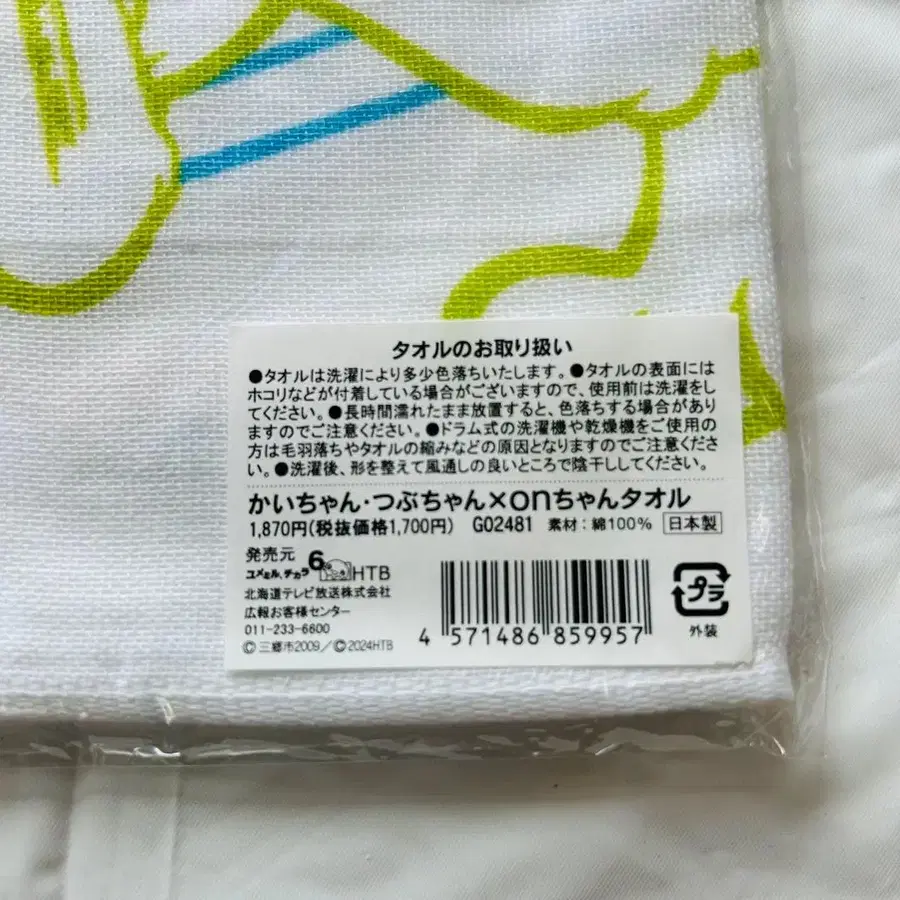 タオルのお取り扱い
●タオルは洗濯により多少色落ちいたします。●タオルの表面には
ホコリなどが付着している場合がございますので、使用前は洗濯をし
てください。●長時間濡れたまま放置すると、色落ちする場合があり
ますのでご注意ください。●ドラム式の洗濯機や乾燥機をご使用の
方は毛羽落ちやタオルの縮みなどの原因となりますのでご注意くださ
い。●洗濯後、形を整えて風通しの良いところで陰干ししてください。
かいちゃん・つぶちゃん×onちゃんタオル
1,870円(税抜価格1,700円) G02481 素材:綿100% 日本製
発売元
ユメミル、チカラ 6 HTB
北海道テレビ放送株式会社
広報お客様センター
011-233-6600
©三郷市2009/©2024HTB
4 571486 859957
プラ
外装